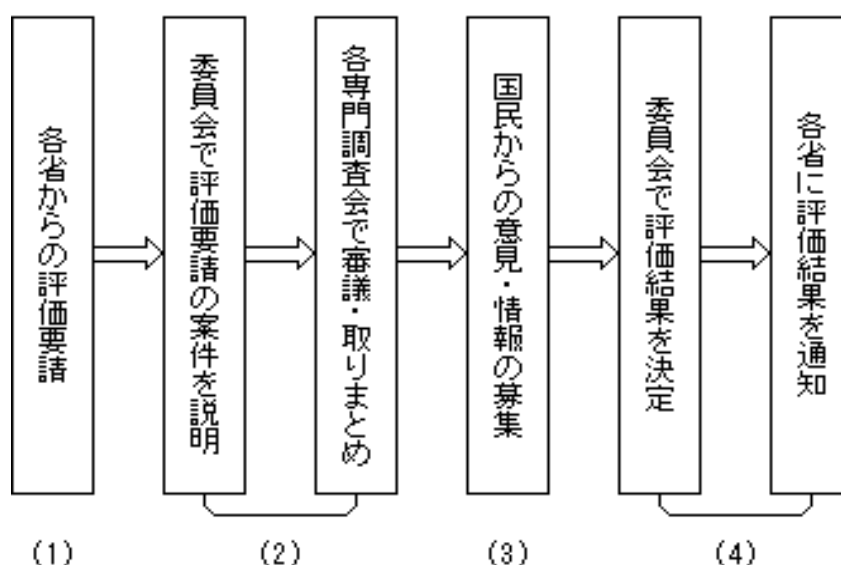 各省からの評価要請
委員会で評価要請の案件を説明
各専門調査会で審議・取りまとめ
国民からの意見・情報の募集
委員会で評価結果を決定
各省に評価結果を通知
(1)
(2)
(3)
(4)